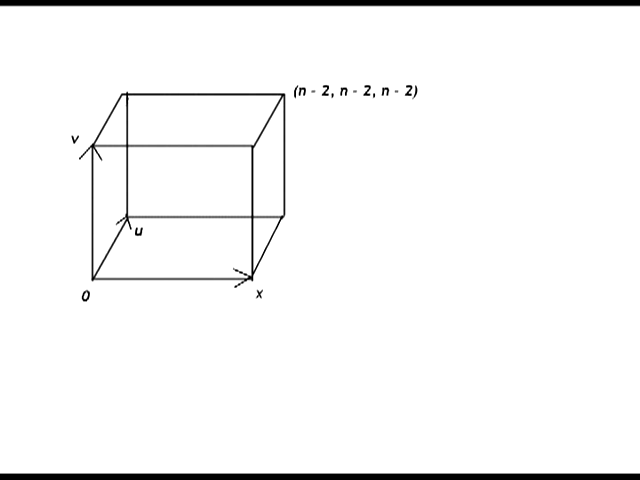 (n - 2, n - 2, n - 2)
v
u
0
x